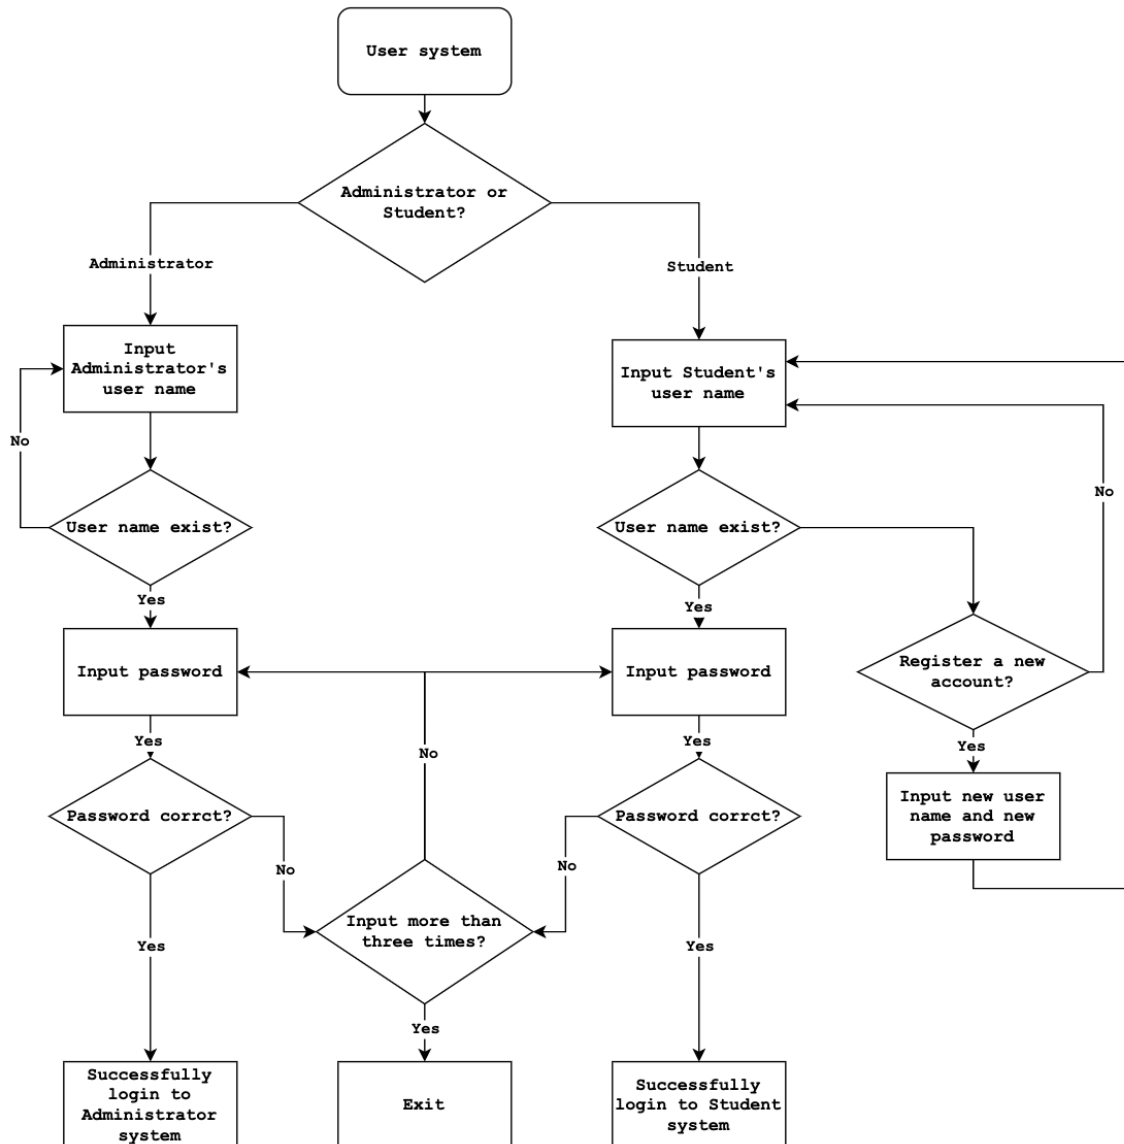 User system
Administrator or
Student?
Administrator
Student
Input
Administrator's
user name
Input Student's
user name
No
No
User name exist?
User name exist?
Yes
Yes
Input password
Input password
Register a new
account?
Yes
Yes
No
Yes
Password corrct?
Password corrct?
Input new user
name and new
password
No
No
Input more than
three times?
Yes
Yes
Yes
Successfully
login to
Administrator
system
Exit
Successfully
login to Student
system